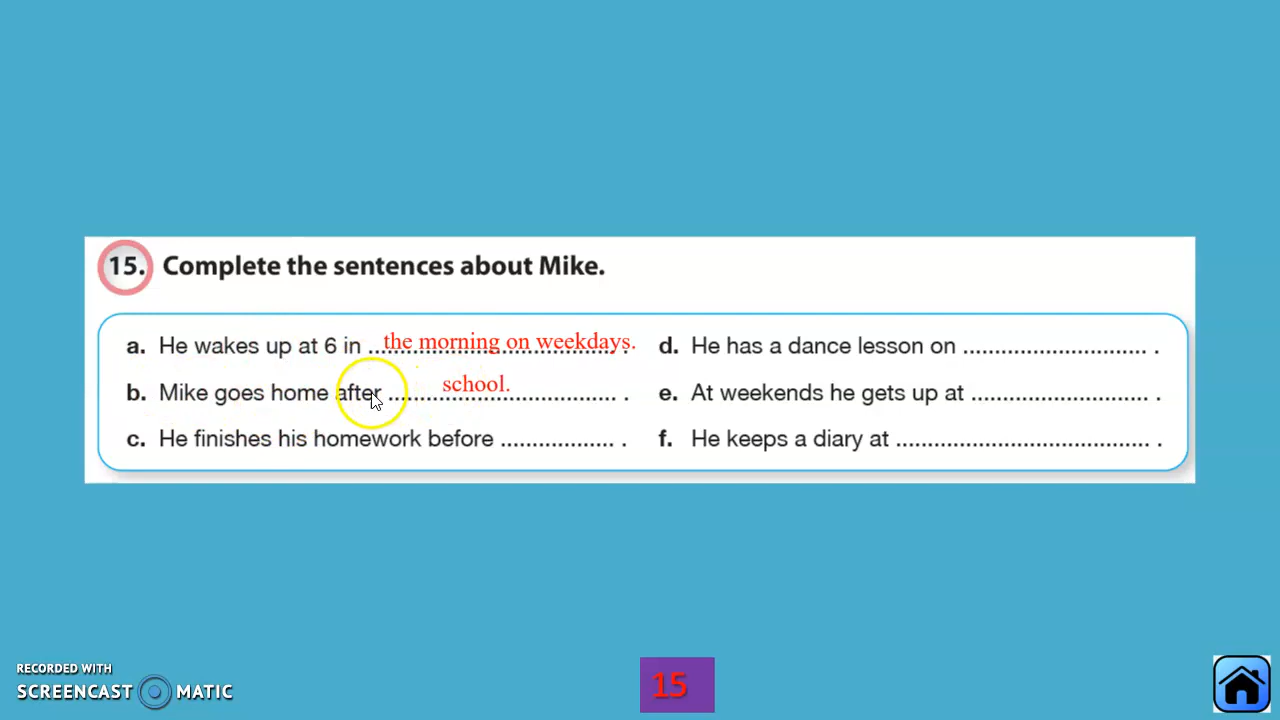 15. Complete the sentences about Mike.
a. He wakes up at 6 in ..the morning on weekdays. .
b. Mike goes home after .... school. .
c. He finishes his homework before .................. .
d. He has a dance lesson on ............................. .
e. At weekends he gets up at ............................ .
f. He keeps a diary at ........................................ .
RECORDED WITH
SCREENCAST MATIC
15